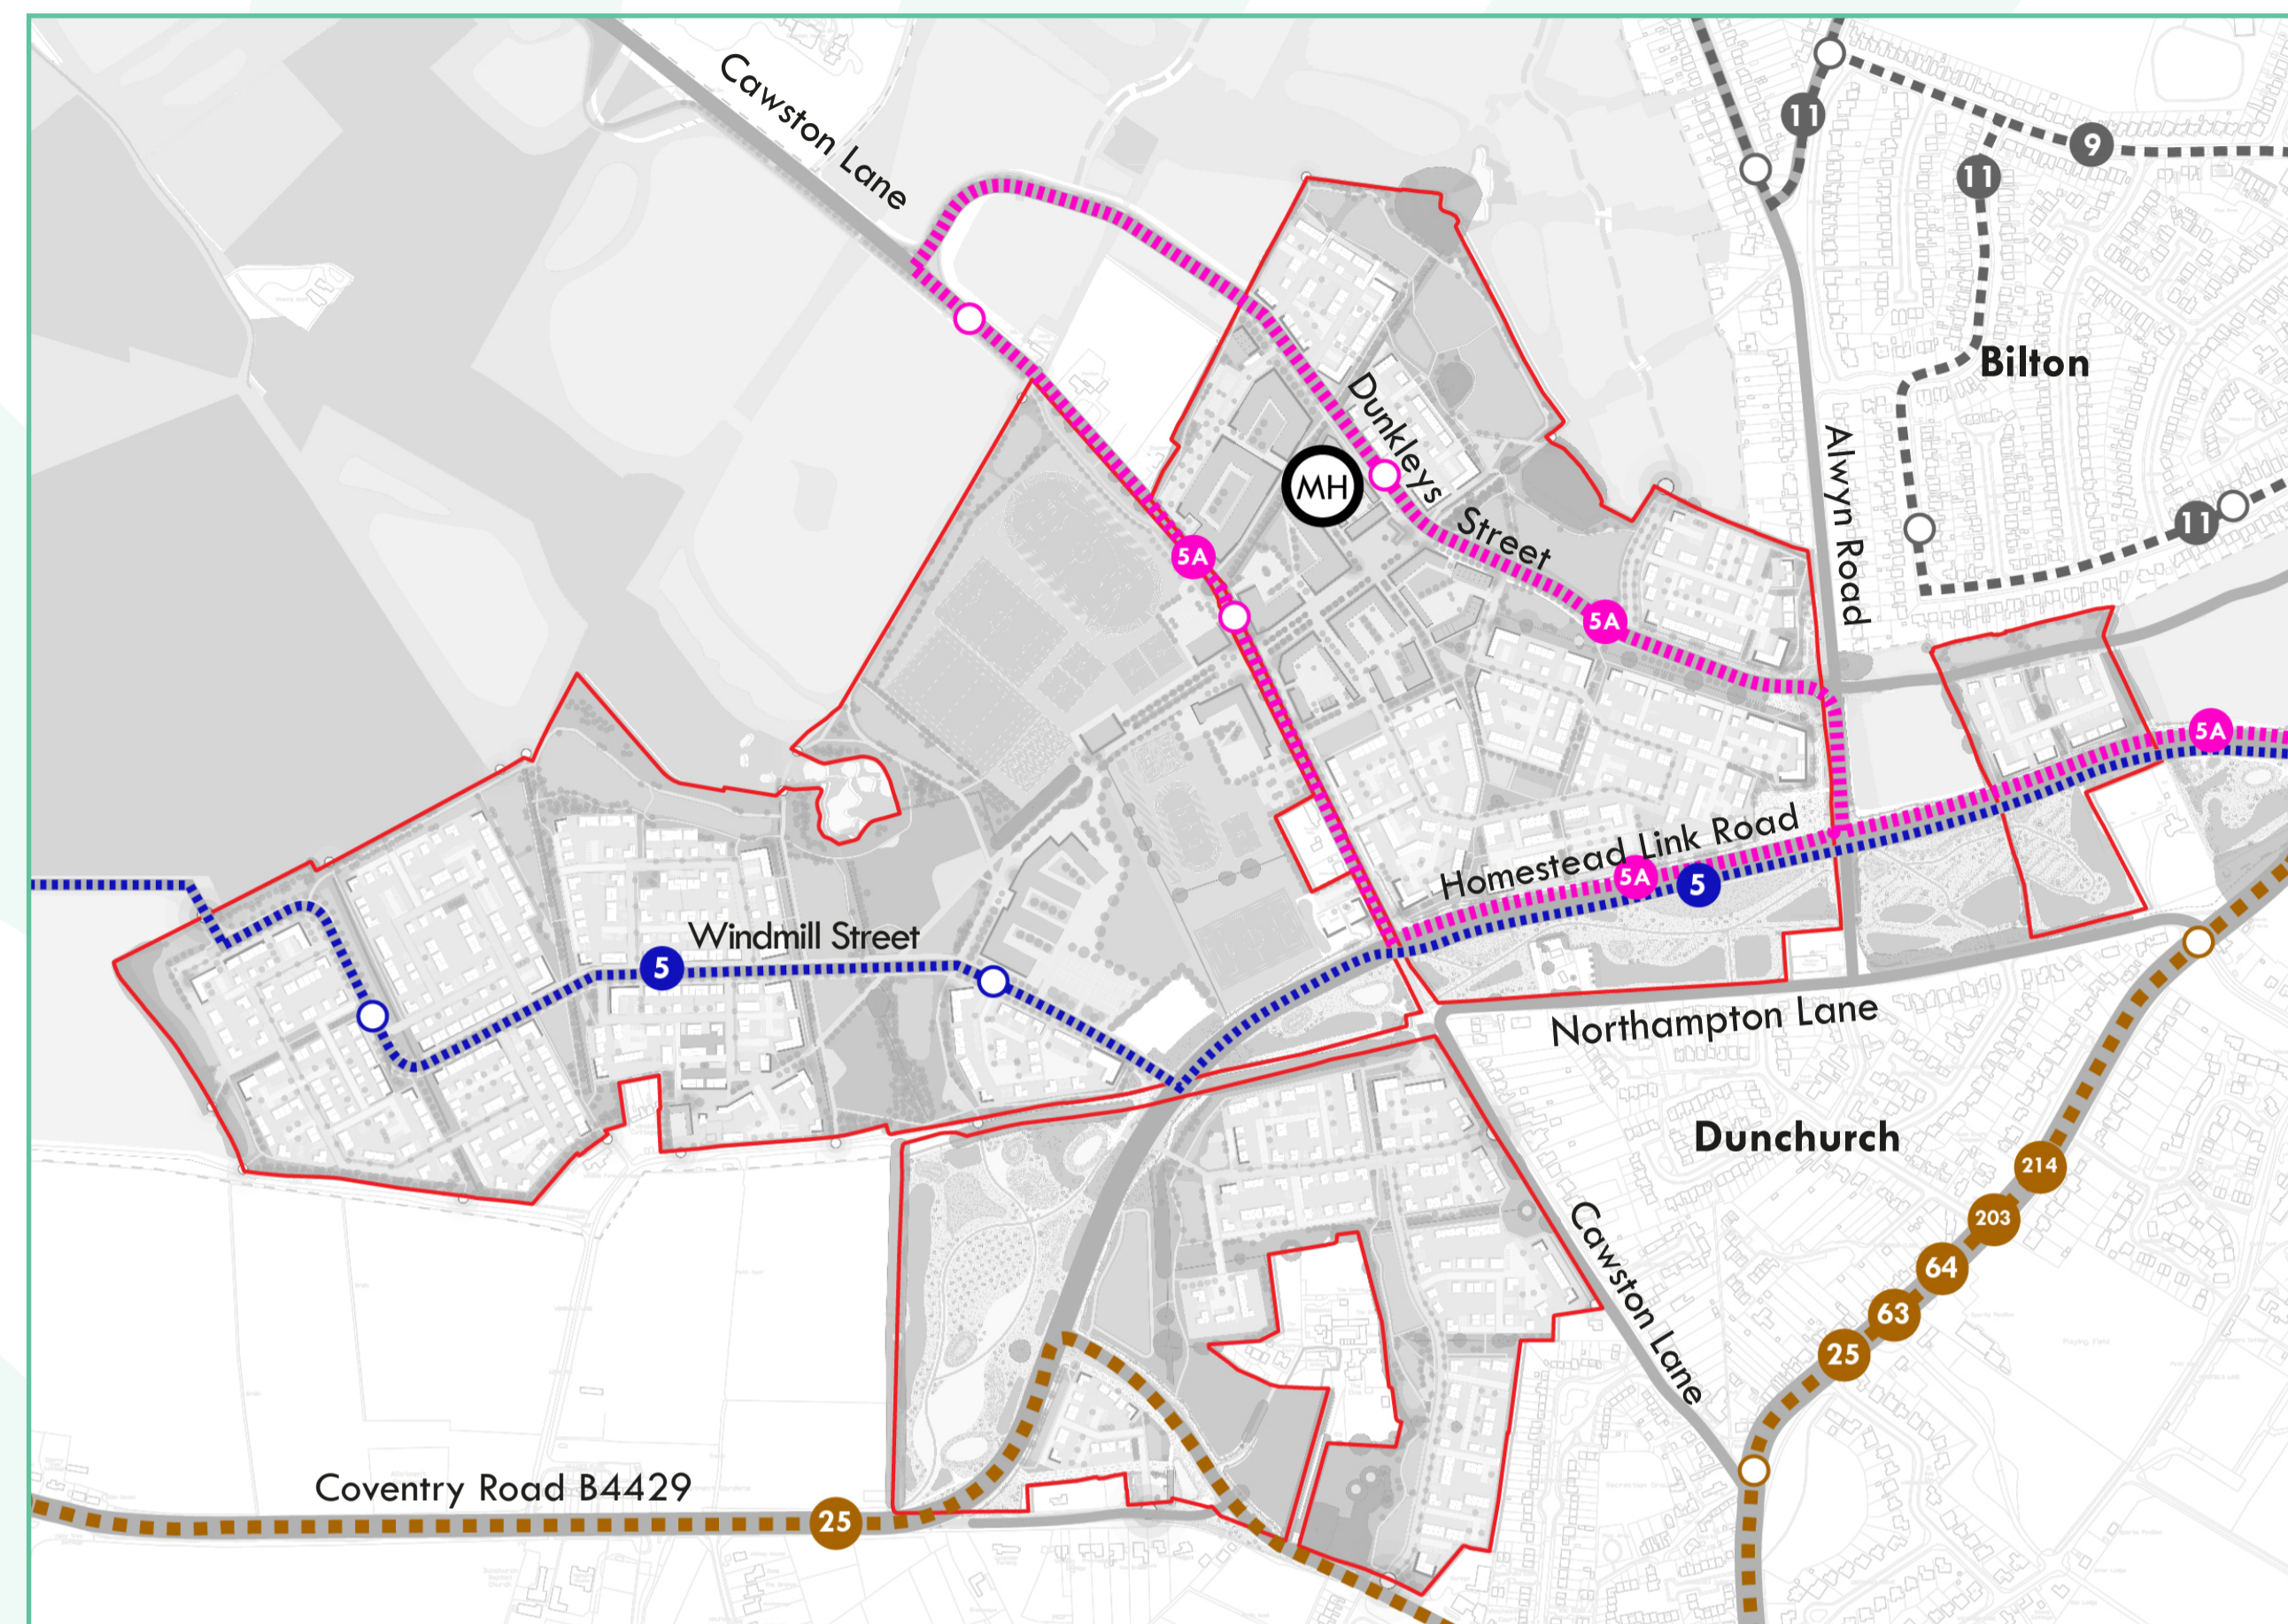 Cawston Lane
11
9
11
Bilton
Dunkleys
Street
MH
Alwyn Road
11
5A
5A
5A
Homestead Link Road
5A
5
Windmill Street
5
Northampton Lane
Dunchurch
214
203
64
63
25
Cawston Lane
Coventry Road B4429
25